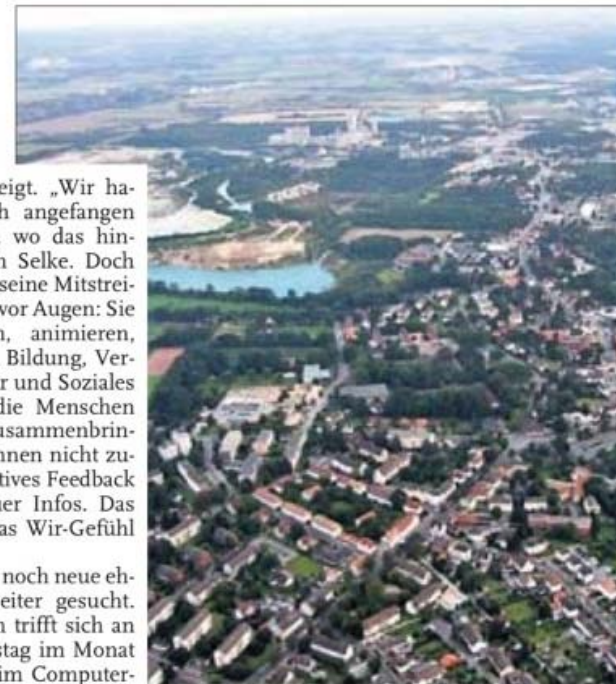 eigt. „Wir ha-
h angefangen
wo das hin-
n Selke. Doch
seine Mitstrei-
vor Augen: Sie
n, animieren,
Bildung, Ver-
r und Soziales
die Menschen
usammenbrin-
nnen nicht zu-
tives Feedback
uer Infos. Das
as Wir-Gefühl
noch neue eh-
eiter gesucht.
n trifft sich an
stag im Monat
im Computer-